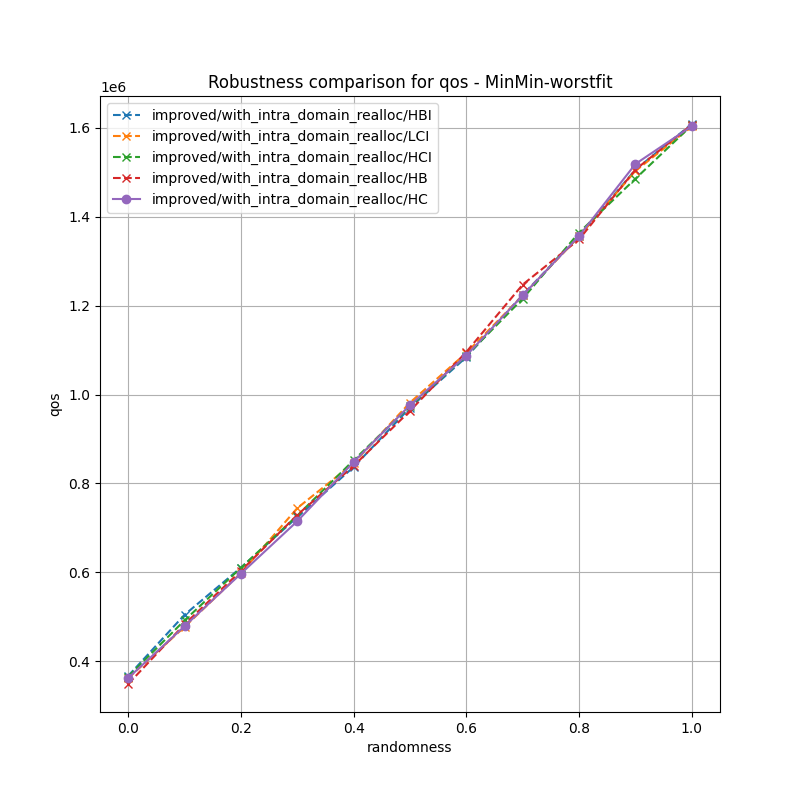 Robustness comparison for qos - MinMin-worstfit
1e6
improved/with_intra_domain_realloc/HBI
improved/with_intra_domain_realloc/LCI
improved/with_intra_domain_realloc/HCI
improved/with_intra_domain_realloc/HB
improved/with_intra_domain_realloc/HC
1.6
1.4
1.2
1.0
0.8
0.6
0.4
qos
0.0 0.2 0.4 0.6 0.8 1.0
randomness